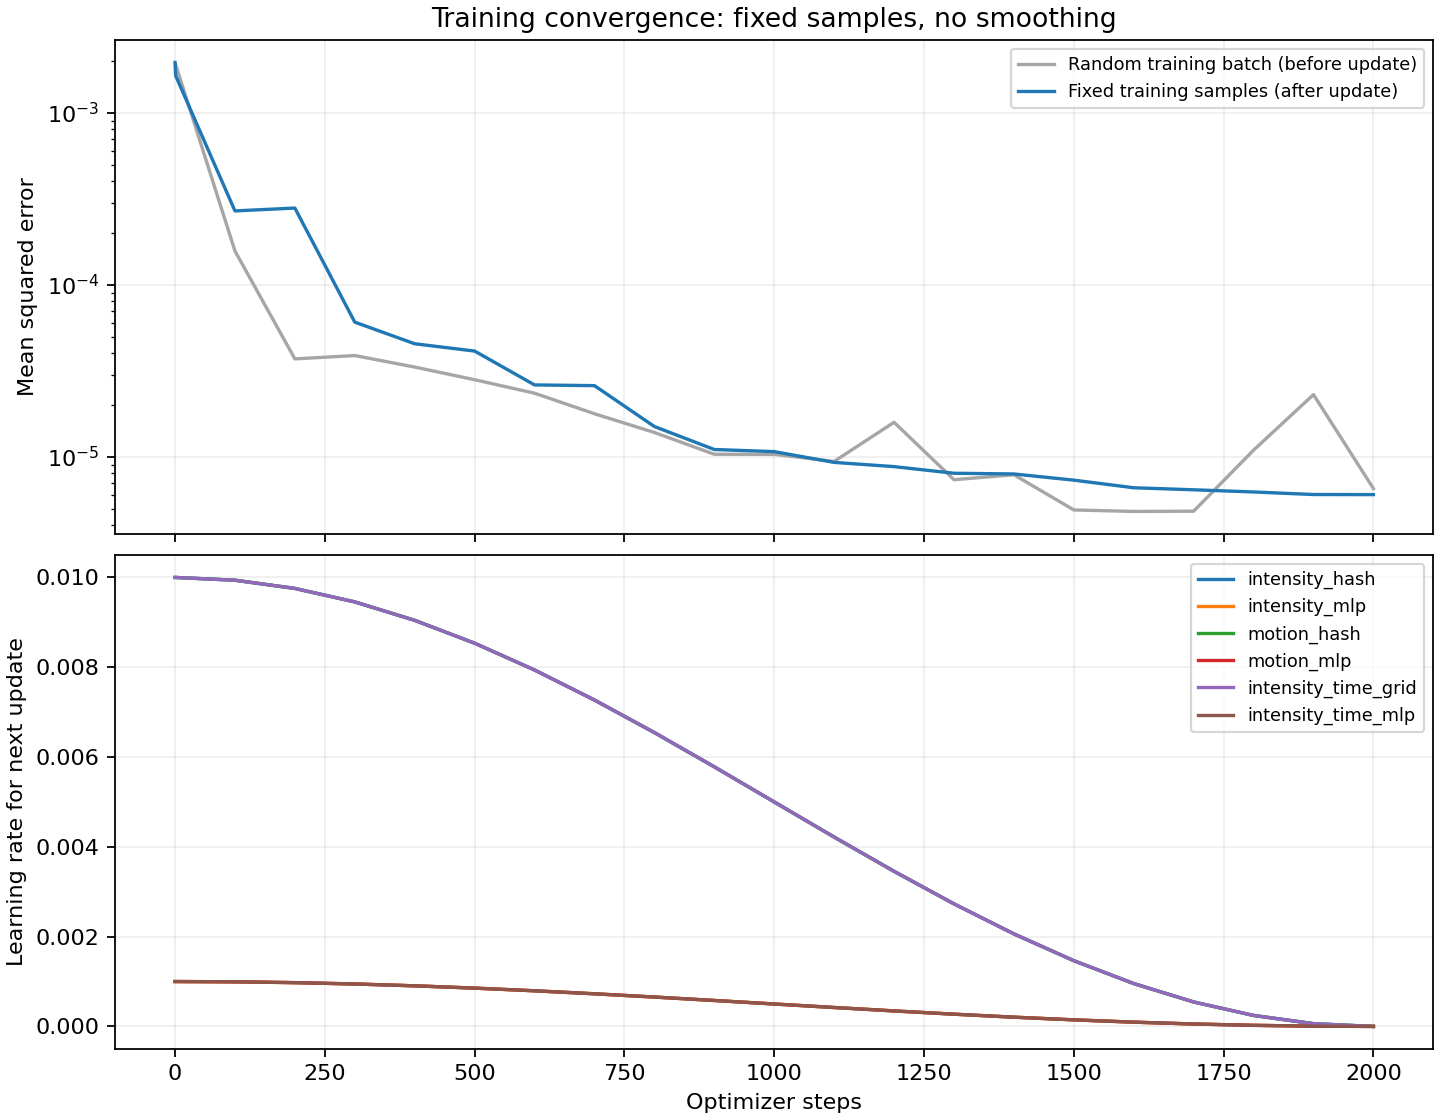 Training convergence: fixed samples, no smoothing
Random training batch (before update)
Fixed training samples (after update)
Mean squared error
10⁻³
10⁻⁴
10⁻⁵
intensity_hash
intensity_mlp
motion_hash
motion_mlp
intensity_time_grid
intensity_time_mlp
Learning rate for next update
0.010
0.008
0.006
0.004
0.002
0.000
0 250 500 750 1000 1250 1500 1750 2000
Optimizer steps